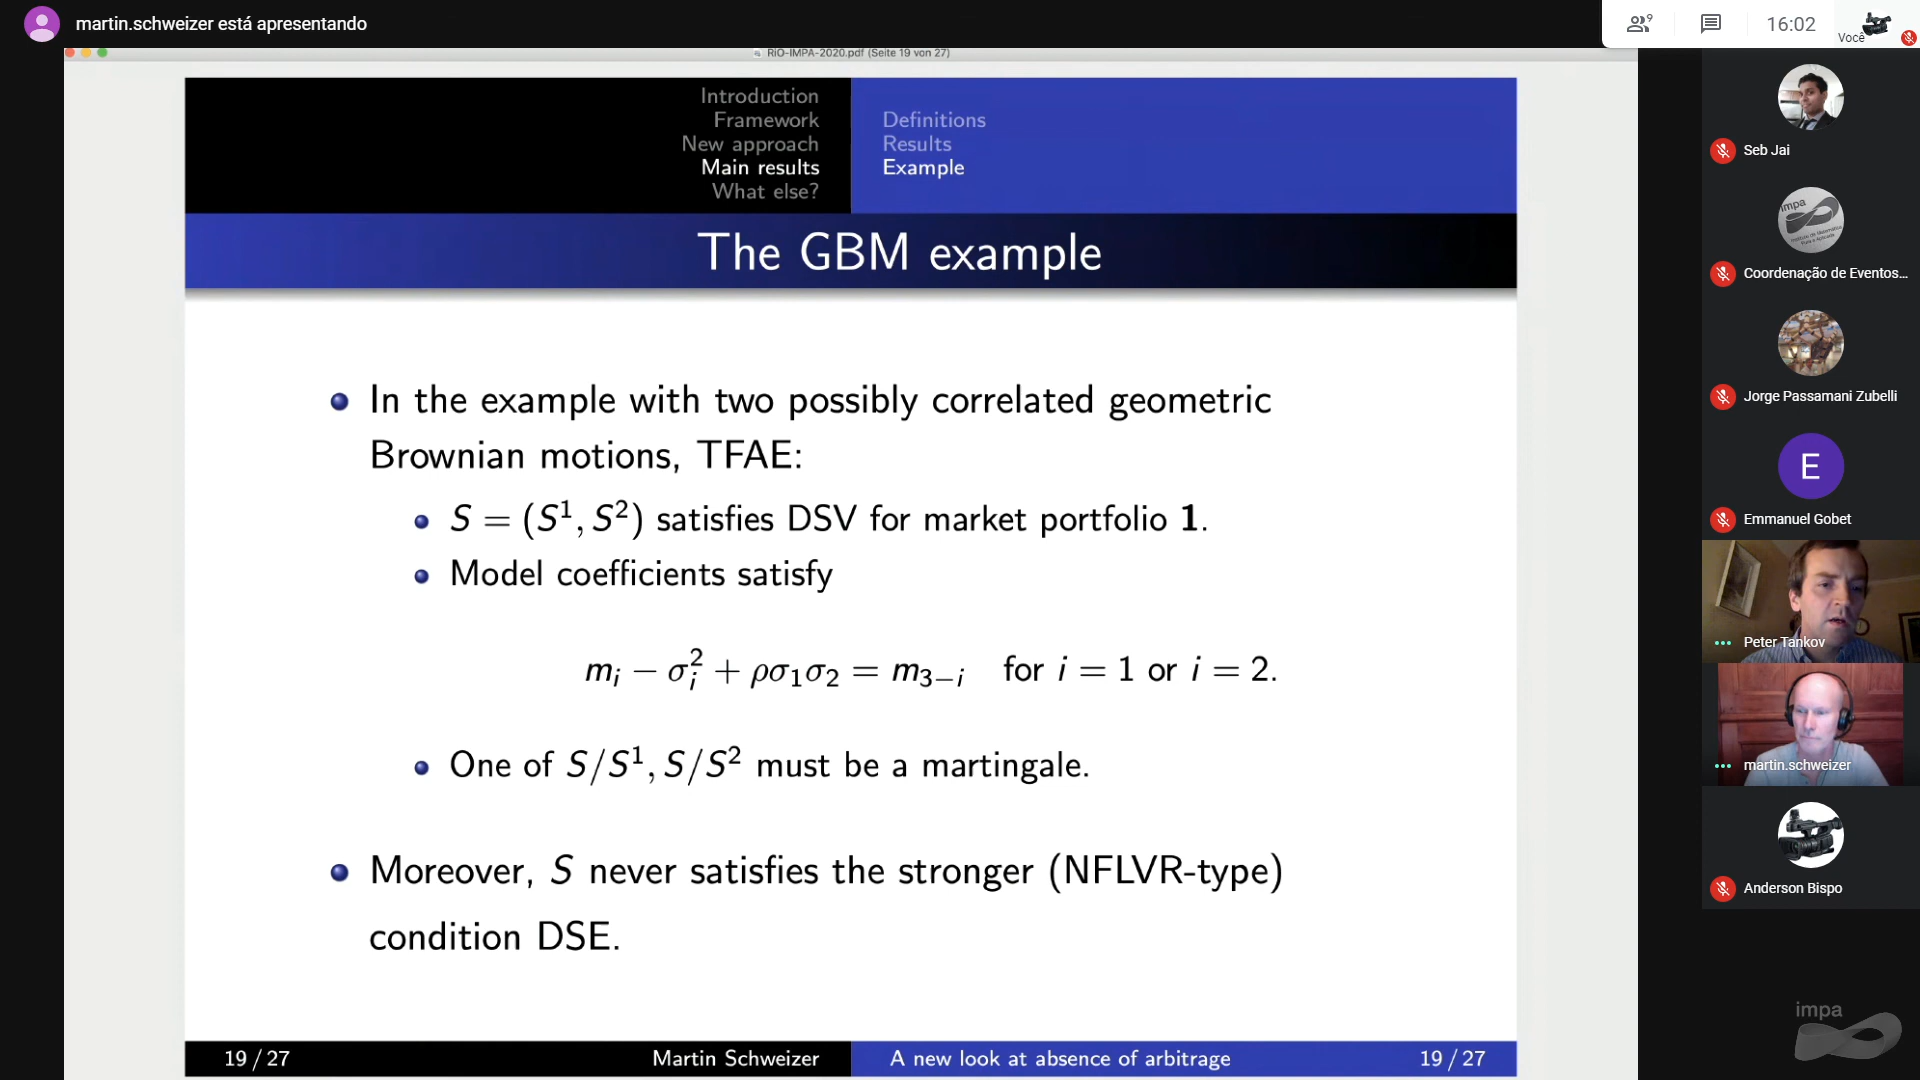 martin.schweizer está apresentando
9
16:02
Você
RiO-IMPA-2020.pdf (Seite 19 von 27)
Introduction
Framework
New approach
Main results
What else?
Definitions
Results
Example
The GBM example
In the example with two possibly correlated geometric
Brownian motions, TFAE:
S = (S¹, S²) satisfies DSV for market portfolio 1.
Model coefficients satisfy
mᵢ − σᵢ² + ρσ₁σ₂ = m₃₋ᵢ for i = 1 or i = 2.
One of S/S¹, S/S² must be a martingale.
Moreover, S never satisfies the stronger (NFLVR-type)
condition DSE.
19 / 27
Martin Schweizer
A new look at absence of arbitrage
19 / 27
Seb Jai
impa
Coordenação de Eventos...
Jorge Passamani Zubelli
E
Emmanuel Gobet
Peter Tankov
martin.schweizer
Anderson Bispo
impa